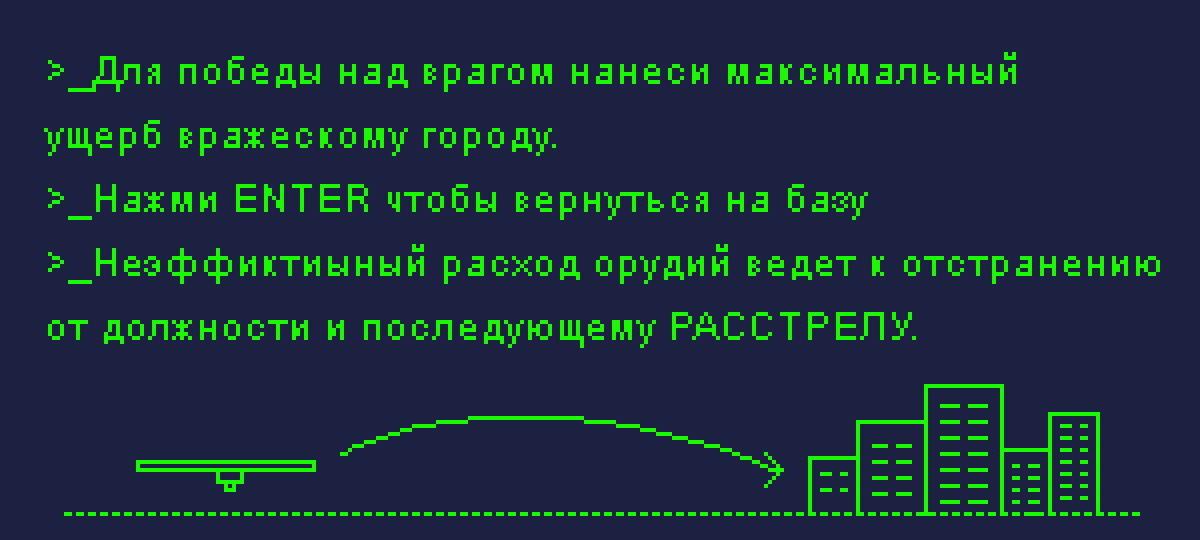 >_Для победы над врагом нанеси максимальный
ущерб вражескому городу.
>_Нажми ENTER чтобы вернуться на базу
>_Неэффиктиыный расход орудий ведет к отстранению
от должности и последующему РАССТРЕЛУ.